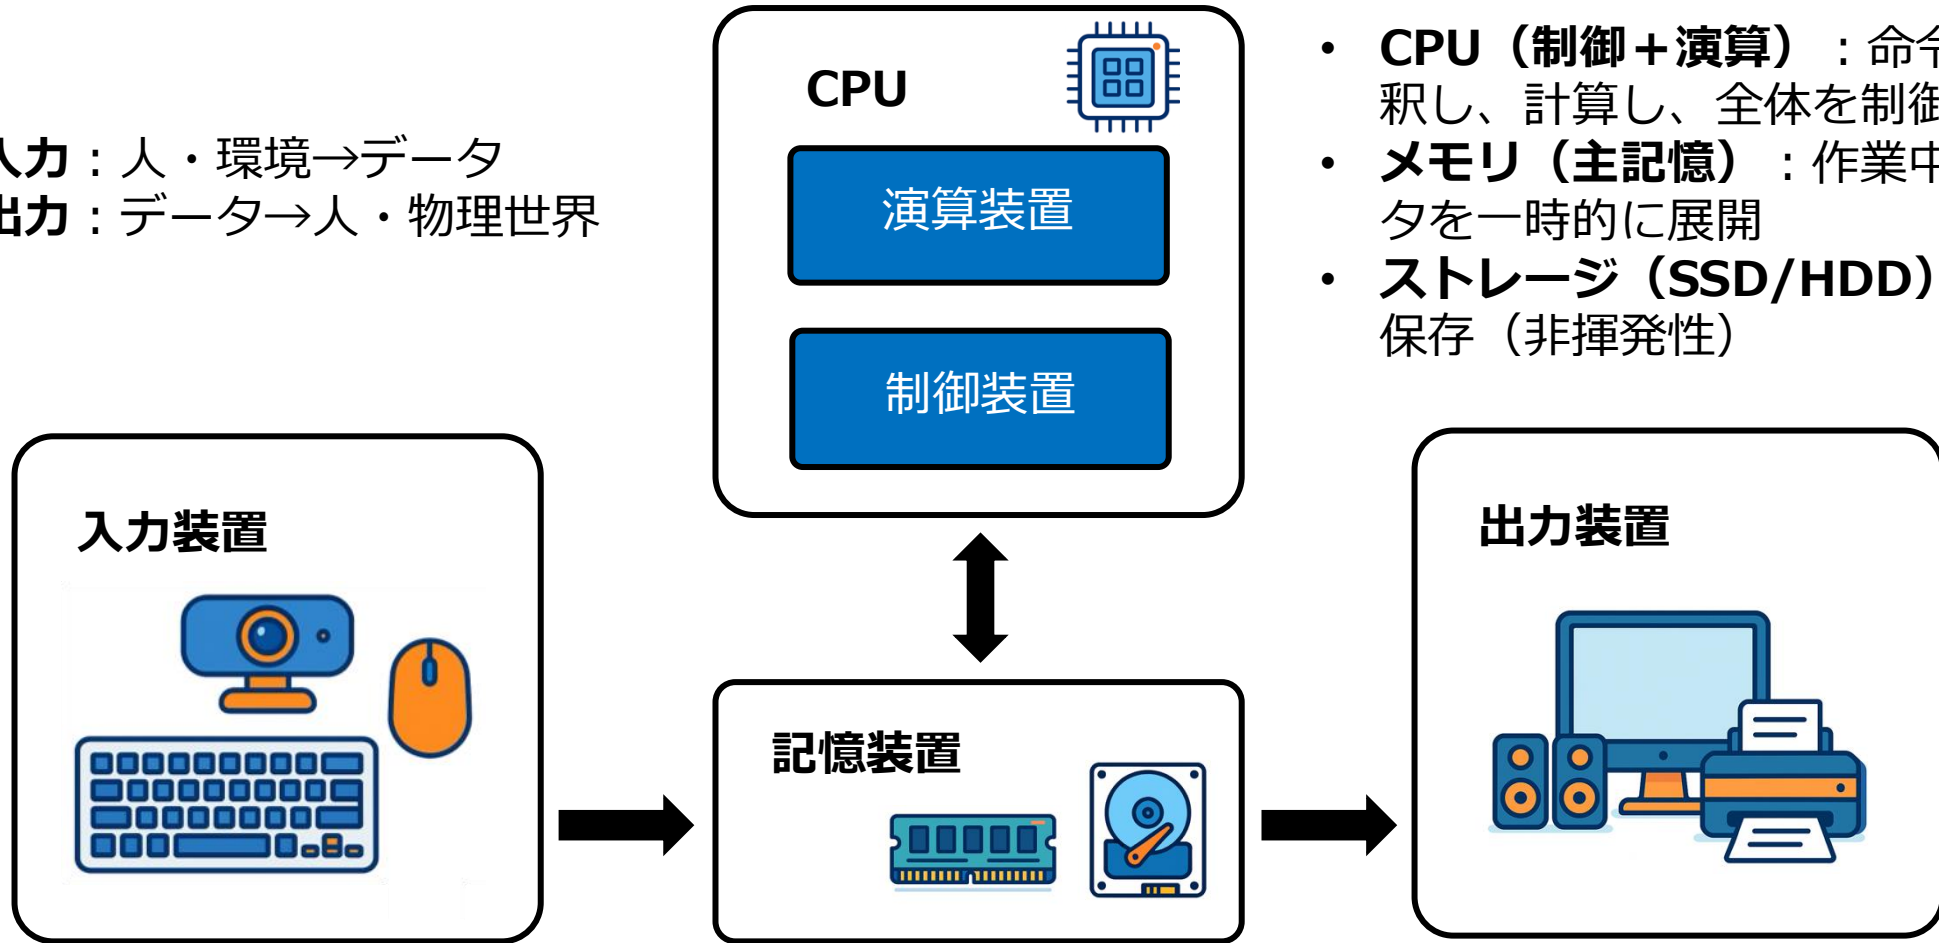 入力：人・環境→データ
出力：データ→人・物理世界
CPU
演算装置
制御装置
• CPU（制御＋演算）：命令
釈し、計算し、全体を制御
• メモリ（主記憶）：作業中
タを一時的に展開
• ストレージ（SSD/HDD）
保存（非揮発性）
入力装置
記憶装置
出力装置